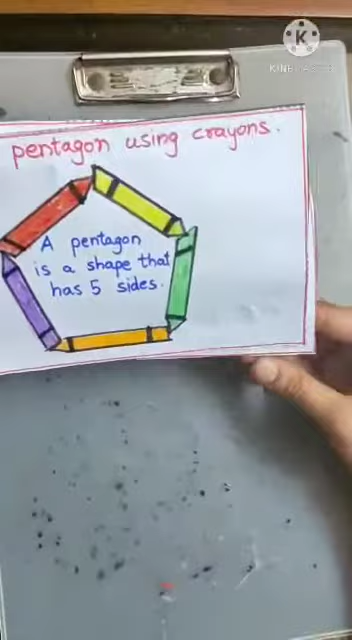 K
pentagon using crayons.
A pentagon
is a shape that
has 5 sides.